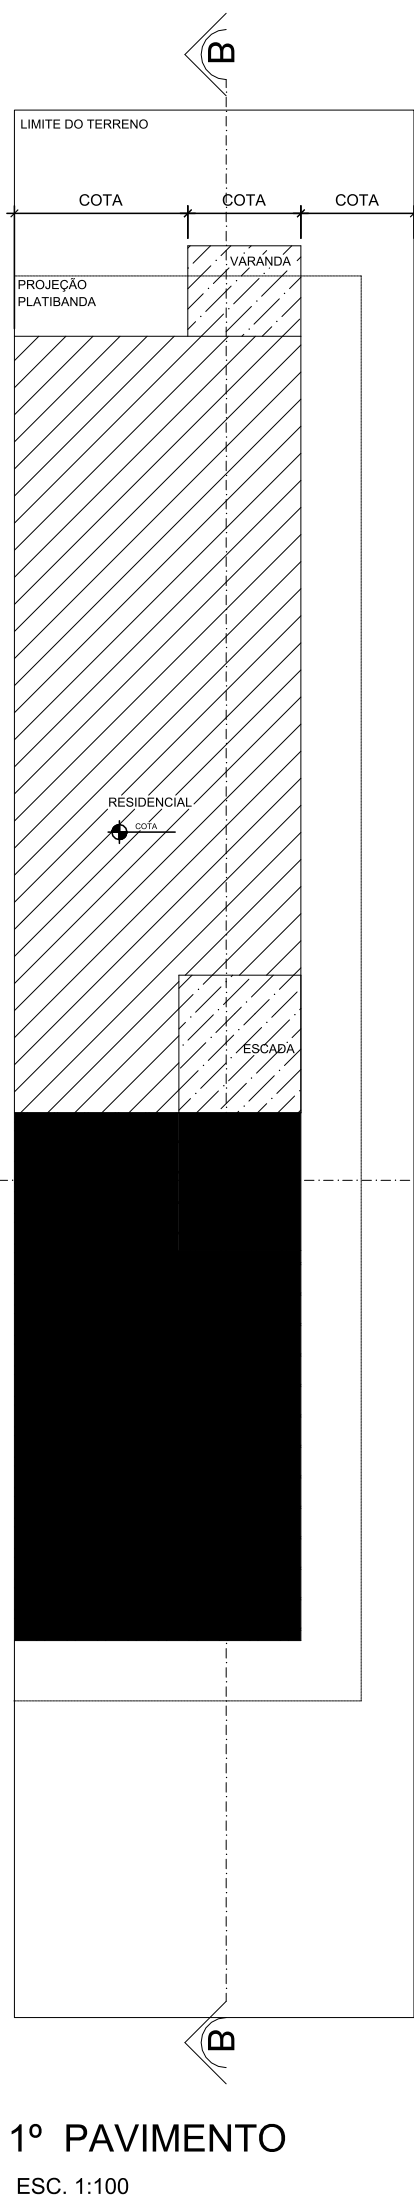 B
LIMITE DO TERRENO
COTA COTA COTA
VARANDA
PROJEÇÃO
PLATIBANDA
RESIDENCIAL
COTA
ESCADA
B
1º PAVIMENTO
ESC. 1:100